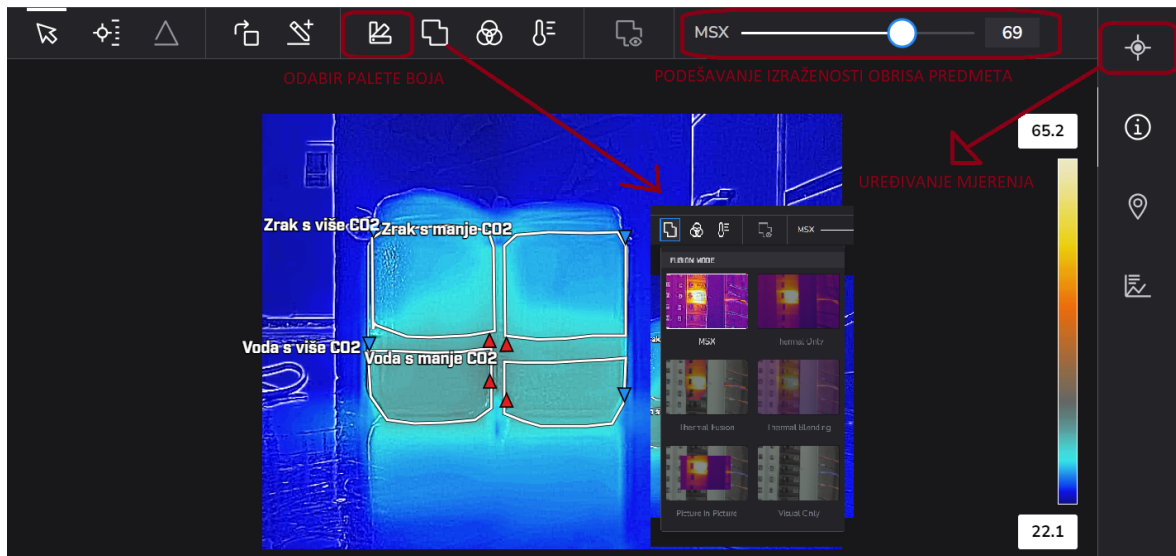 MSX 69
ODABIR PALETE BOJA
PODEŠAVANJE IZRAŽENOSTI OBRISA PREDMETA
65.2
UREĐIVANJE MJERENJA
Zrak s više CO2 Zrak s manje CO2
MSX
FUSION MODE
MSX Thermal Only
Voda s više CO2
Voda s manje CO2
Thermal Fusion Thermal Blending
Picture in Picture Visual Only
22.1